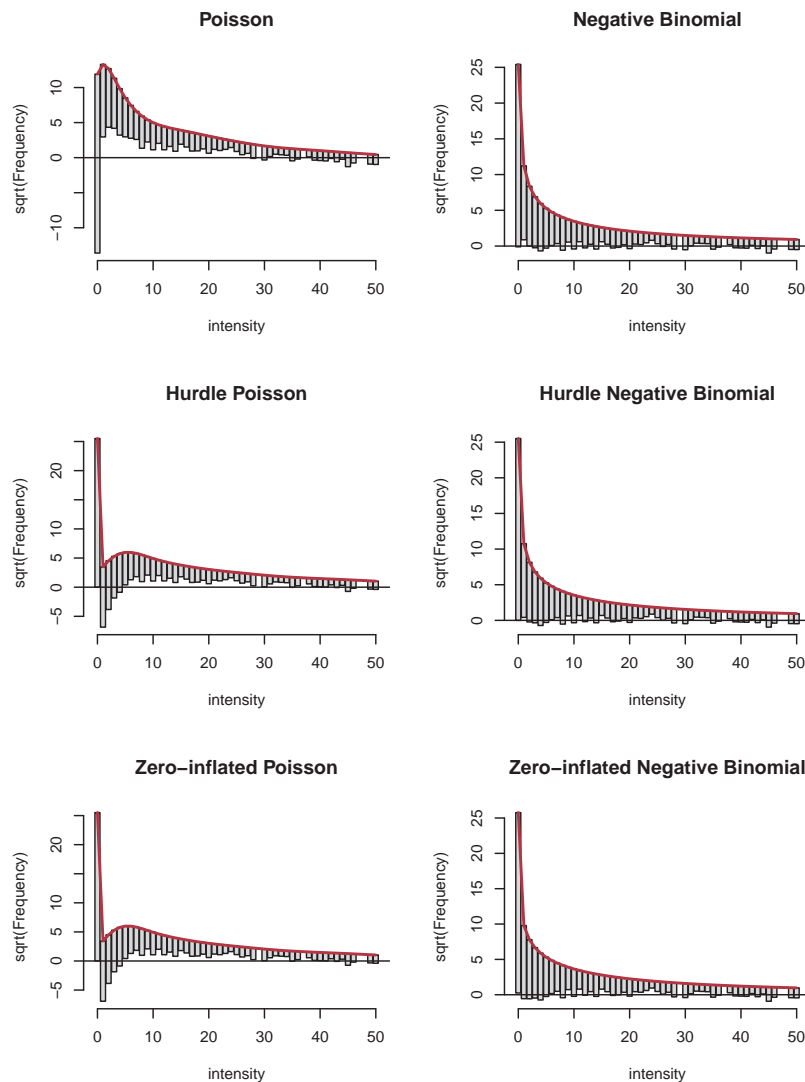 Poisson
sqrt(Frequency)
−10 0 5 10
0 10 20 30 40 50
intensity
Negative Binomial
sqrt(Frequency)
0 5 10 15 20 25
0 10 20 30 40 50
intensity
Hurdle Poisson
sqrt(Frequency)
−5 0 5 10 20
0 10 20 30 40 50
intensity
Hurdle Negative Binomial
sqrt(Frequency)
0 5 10 15 20 25
0 10 20 30 40 50
intensity
Zero−inflated Poisson
sqrt(Frequency)
−5 0 5 10 20
0 10 20 30 40 50
intensity
Zero−inflated Negative Binomial
sqrt(Frequency)
0 5 10 15 20 25
0 10 20 30 40 50
intensity